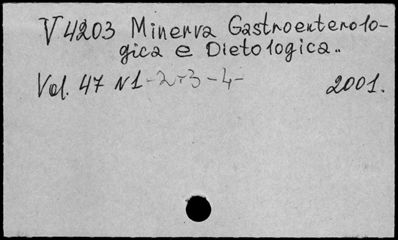 V 4203 Minerva Gastroenterolo-
gica e Dietologica..
Vol. 47 N1-2-3-4- 2001.